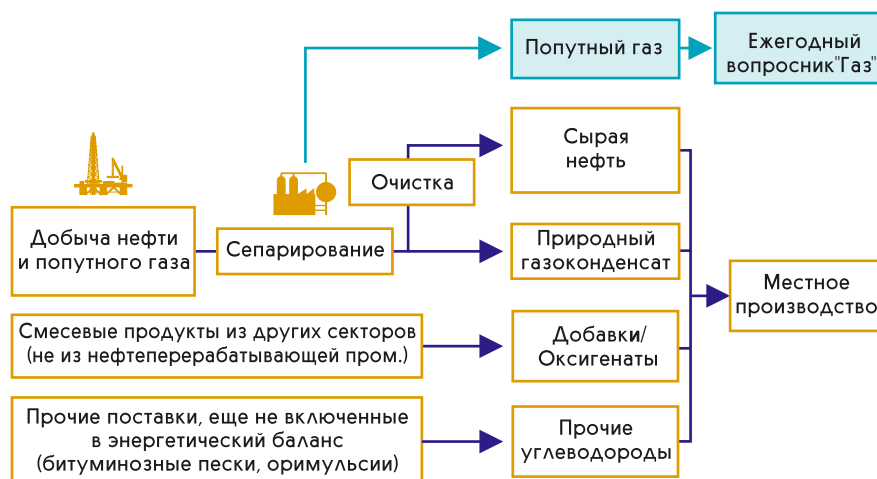 Попутный газ
Ежегодный
вопросник"Газ"
Сырая
нефть
Очистка
Добыча нефти
и попутного газа
Сепарирование
Природный
газоконденсат
Местное
производство
Смесевые продукты из других секторов
(не из нефтеперерабатывающей пром.)
Добавки/
Оксигенаты
Прочие поставки, еще не включенные
в энергетический баланс
(битуминозные пески, оримульсии)
Прочие
углеводороды